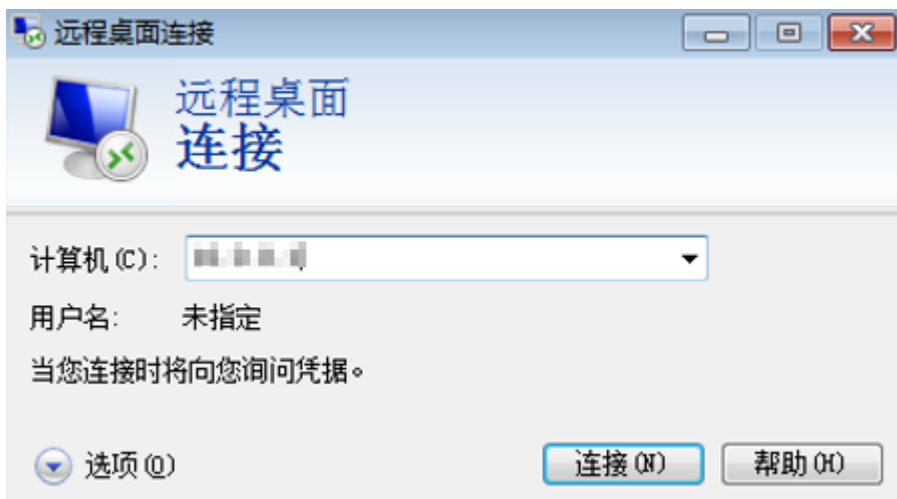 远程桌面连接
远程桌面
连接
计算机(C):
用户名: 未指定
当您连接时将向您询问凭据。
选项(O) 连接(N) 帮助(H)